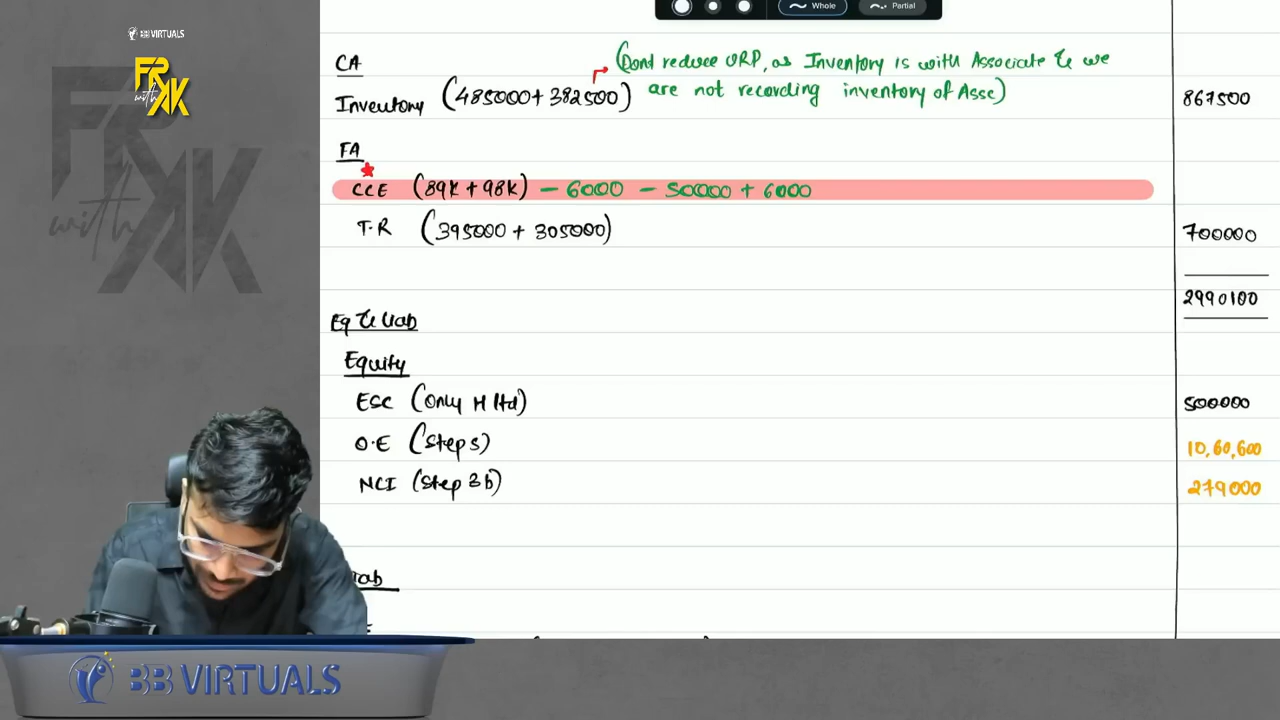 BB VIRTUALS
FR
with
AK
Whole
Partial
CA
(Dont reduce URP, as Inventory is with Associate & we
Inventory (485000+382500) are not recording inventory of Assc) 867500
FA
CCE (89K + 98K) - 6000 - 50000 + 6000
T.R (395000 + 305000) 700000
2990100
Eq & Liab
Equity
ESC (Only H ltd) 500000
O.E (Step 5) 10,60,600
NCI (Step 3b) 279000
BB VIRTUALS